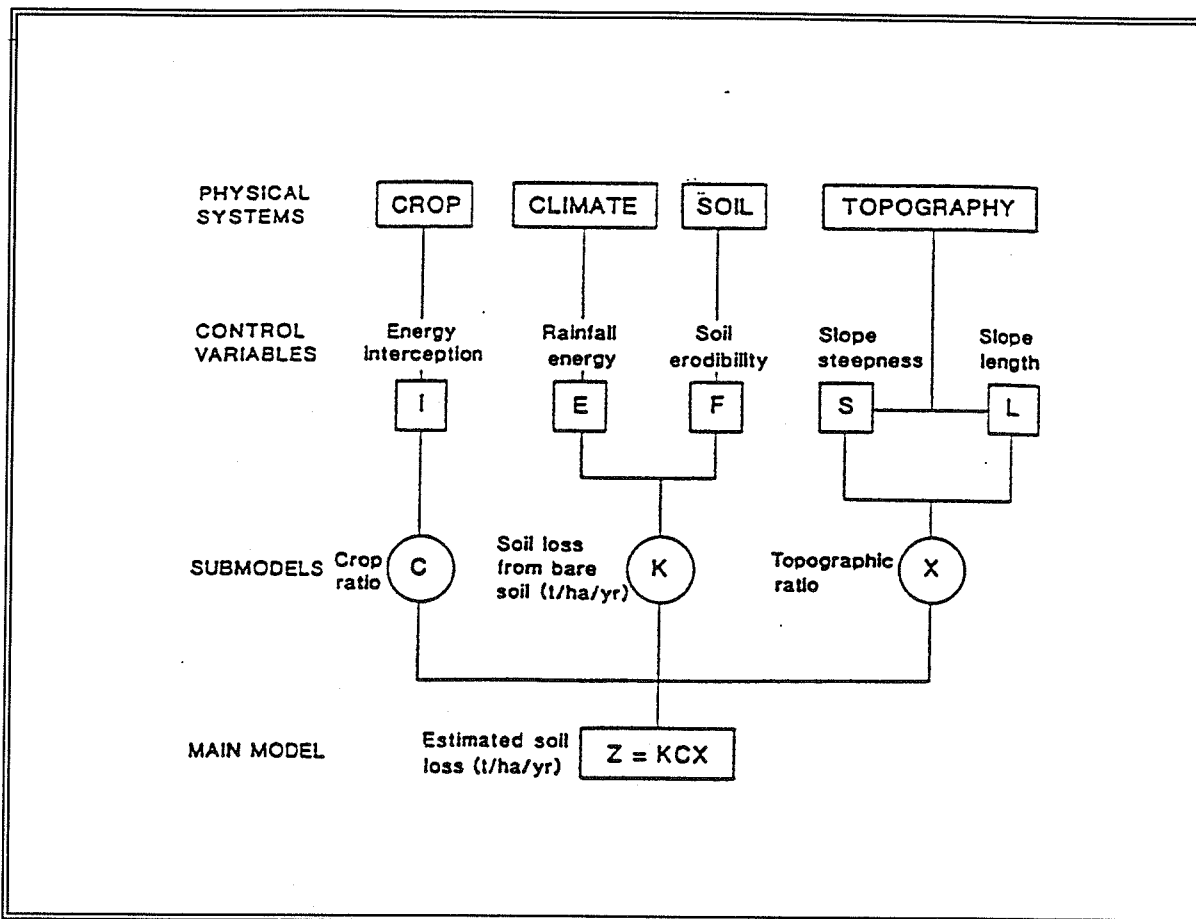 PHYSICAL
SYSTEMS
CROP
CLIMATE
SOIL
TOPOGRAPHY
CONTROL
VARIABLES
Energy
interception
Rainfall
energy
Soil
erodibility
Slope
steepness
Slope
length
I
E
F
S
L
SUBMODELS
Crop
ratio
C
Soil loss
from bare
soil (t/ha/yr)
K
Topographic
ratio
X
MAIN MODEL
Estimated soil
loss (t/ha/yr)
Z = KCX